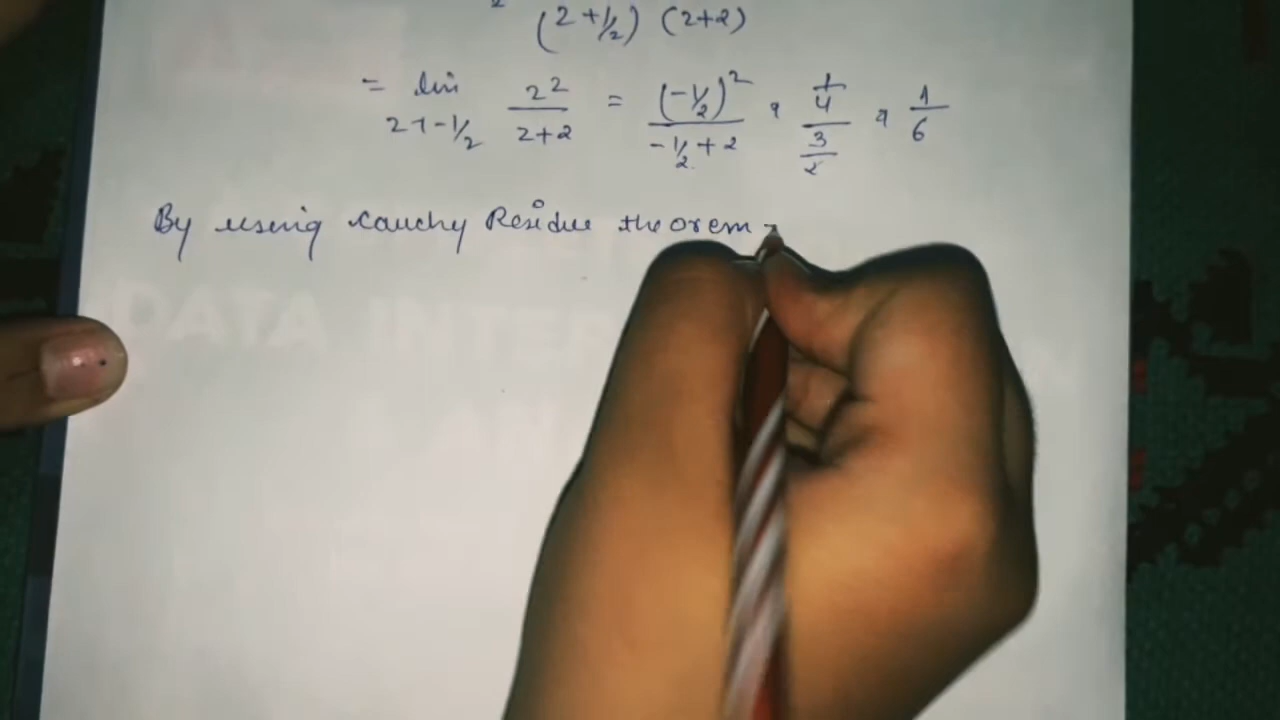 (z+1/2) (z+2)
= lim z→-1/2 z²/z+2 = (-1/2)²/-1/2+2 = 1/4/3/2 = 1/6
By using Cauchy Residue theorem